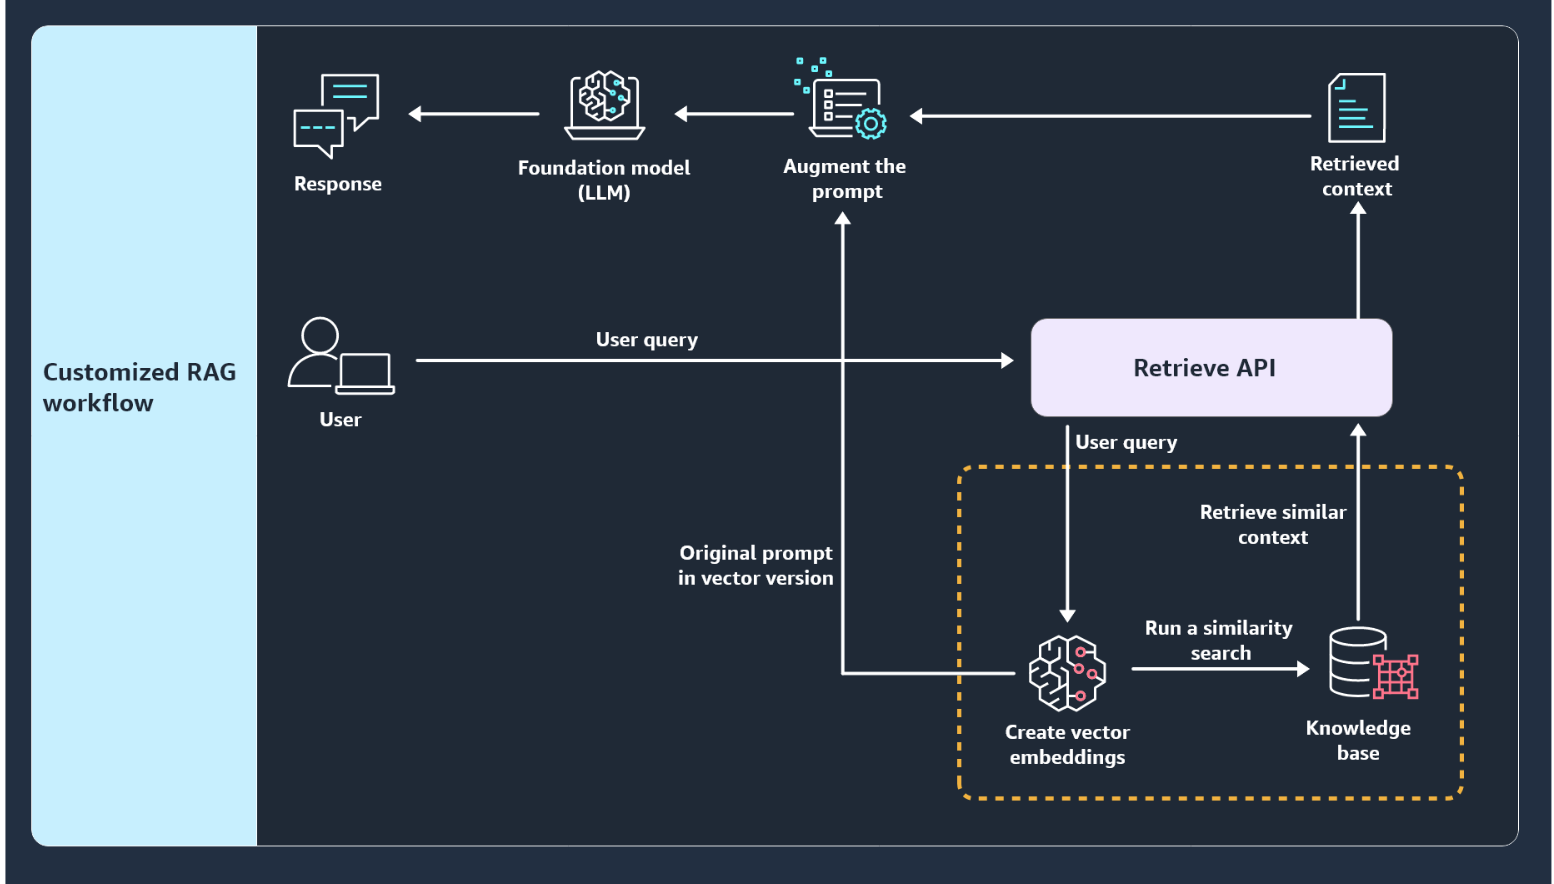 Customized RAG
workflow
Response
Foundation model
(LLM)
Augment the
prompt
Retrieved
context
User
User query
Retrieve API
User query
Original prompt
in vector version
Retrieve similar
context
Run a similarity
search
Create vector
embeddings
Knowledge
base